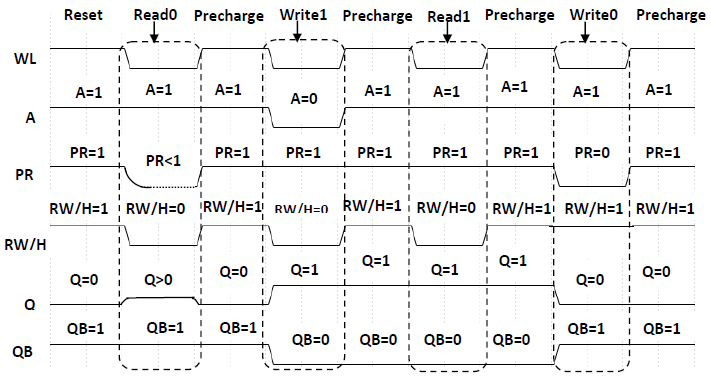 Reset Read0 Precharge Write1 Precharge Read1 Precharge Write0 Precharge
WL
A=1 A=1 A=1 A=0 A=1 A=1 A=1 A=1 A=1
A
PR=1 PR<1 PR=1 PR=1 PR=1 PR=1 PR=1 PR=0 PR=1
PR
RW/H=1 RW/H=0 RW/H=1 RW/H=0 RW/H=1 RW/H=0 RW/H=1 RW/H=1 RW/H=1
RW/H
Q=0 Q>0 Q=0 Q=1 Q=1 Q=1 Q=1 Q=0 Q=0
Q
QB=1 QB=1 QB=1 QB=0 QB=0 QB=0 QB=0 QB=1 QB=1
QB